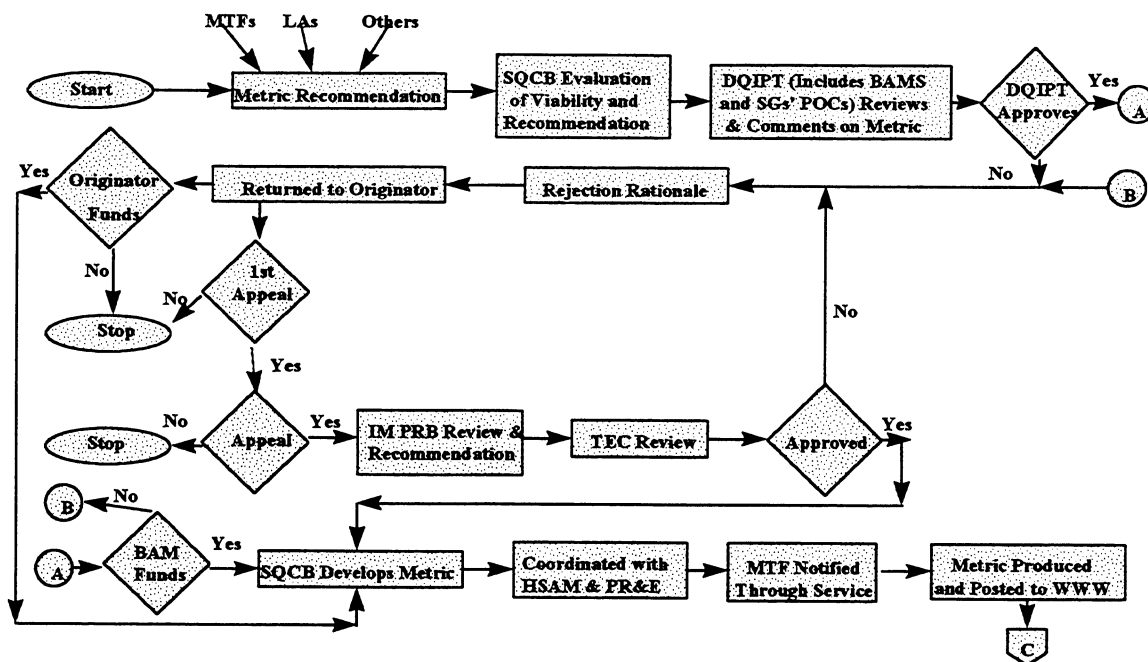 MTFs
LAs
Others
Start
Metric Recommendation
SQCB Evaluation
of Viability and
Recommendation
DQIPT (Includes BAMS
and SGs' POCs) Reviews
& Comments on Metric
DQIPT
Approves
Yes
A
No
B
Rejection Rationale
Returned to Originator
Originator
Funds
Yes
No
Stop
1st
Appeal
No
Yes
No
Stop
Appeal
Yes
IM PRB Review &
Recommendation
TEC Review
Approved
No
Yes
B
No
A
BAM
Funds
Yes
SQCB Develops Metric
Coordinated with
HSAM & PR&E
MTF Notified
Through Service
Metric Produced
and Posted to WWW
C